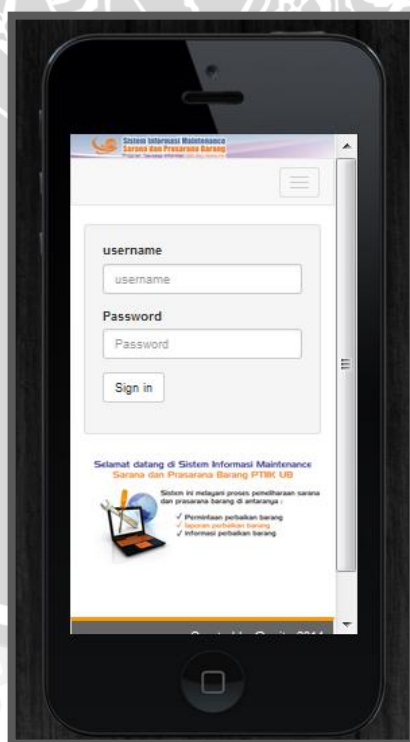 Sistem Informasi Maintenance
Sarana dan Prasarana Barang
username
username
Password
Password
Sign in
Selamat datang di Sistem Informasi Maintenance
Sarana dan Prasarana Barang PTIIK UB
Sistem ini melayani proses pemeliharaan sarana
dan prasarana barang di antaranya :
√ Permintaan perbaikan barang
√ laporan perbaikan barang
√ informasi perbaikan barang